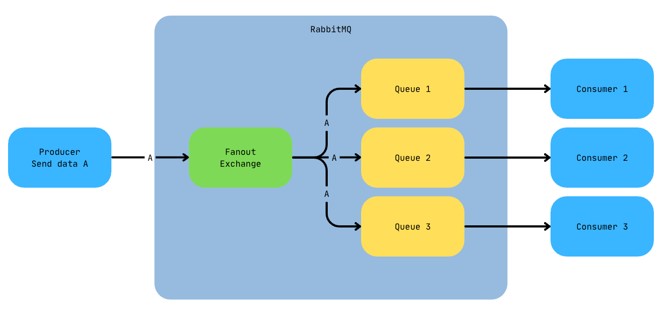 RabbitMQ
Producer
Send data A
A
Fanout
Exchange
A
A
A
Queue 1
Queue 2
Queue 3
Consumer 1
Consumer 2
Consumer 3